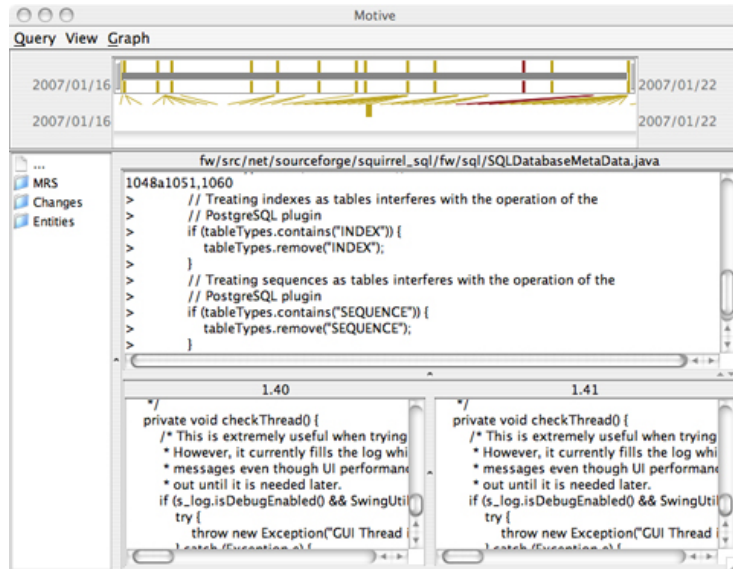 Motive
Query View Graph
2007/01/16
2007/01/22
2007/01/16
2007/01/22
...
MRS
Changes
Entities
fw/src/net/sourceforge/squirrel_sql/fw/sql/SQLDatabaseMetaData.java
1048a1051,1060
> // Treating indexes as tables interferes with the operation of the
> // PostgreSQL plugin
> if (tableTypes.contains("INDEX")) {
> tableTypes.remove("INDEX");
> }
> // Treating sequences as tables interferes with the operation of the
> // PostgreSQL plugin
> if (tableTypes.contains("SEQUENCE")) {
> tableTypes.remove("SEQUENCE");
> }
1.40
*/
private void checkThread() {
/* This is extremely useful when trying
* However, it currently fills the log whi
* messages even though UI performanc
* out until it is needed later.
if (s_log.isDebugEnabled() && SwingUtil
try {
throw new Exception("GUI Thread i
} catch (Exception e) {
1.41
*/
private void checkThread() {
/* This is extremely useful when trying
* However, it currently fills the log whi
* messages even though UI performanc
* out until it is needed later.
if (s_log.isDebugEnabled() && SwingUtil
try {
throw new Exception("GUI Thread i
} catch (Exception e) {